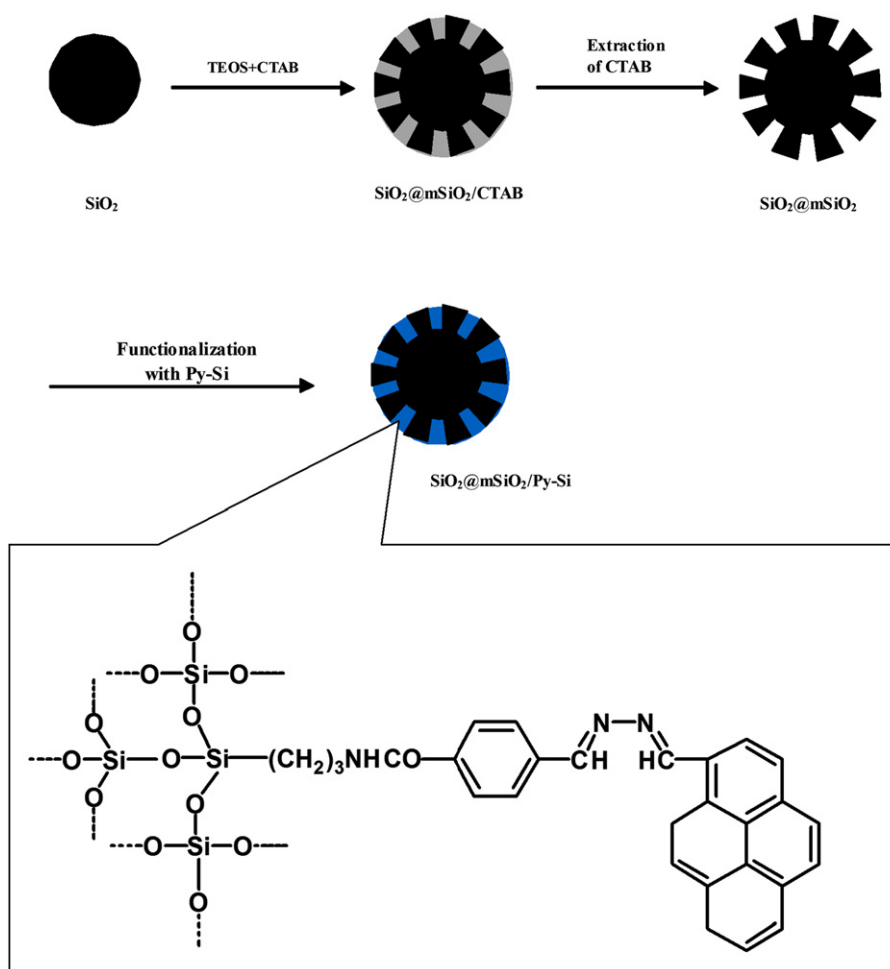 TEOS+CTAB
Extraction
of CTAB
SiO₂
SiO₂@mSiO₂/CTAB
SiO₂@mSiO₂
Functionalization
with Py-Si
SiO₂@mSiO₂/Py-Si
O
O Si O
O O
O Si O Si (CH₂)₃NHCO CH N N HC
O O
O Si O
O